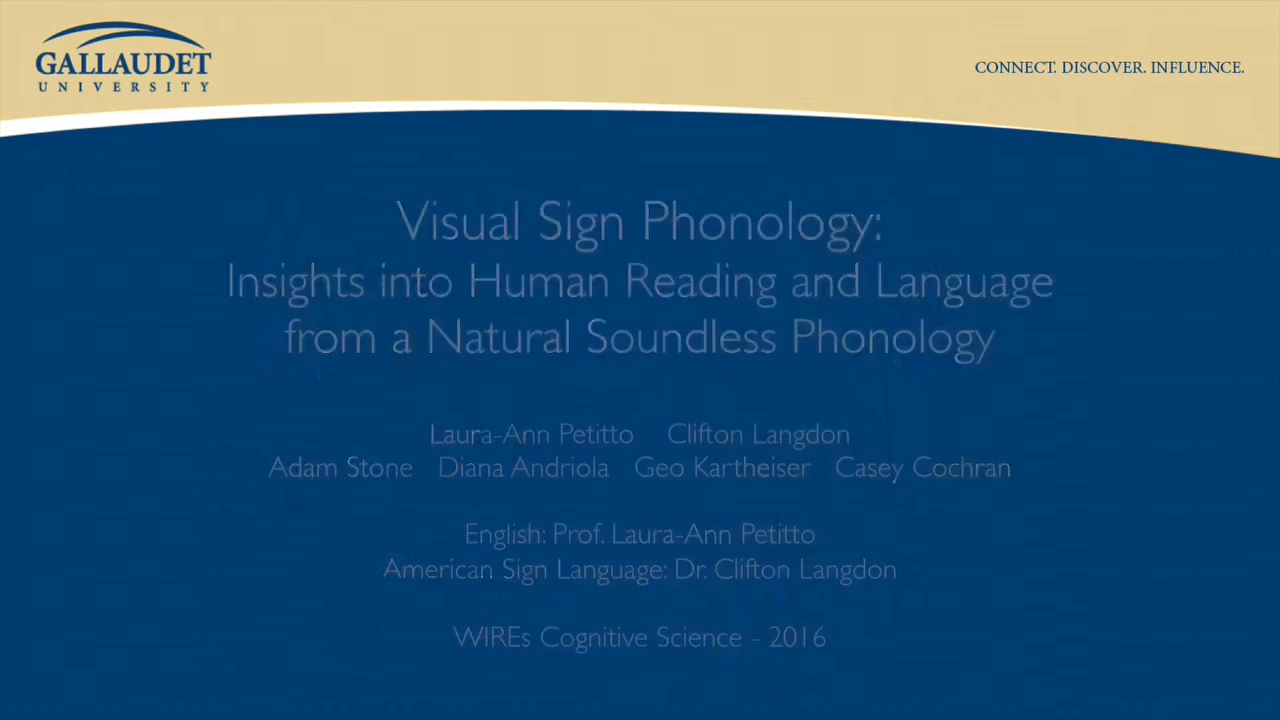 GALLAUDET
UNIVERSITY
CONNECT. DISCOVER. INFLUENCE.
Visual Sign Phonology:
Insights into Human Reading and Language
from a Natural Soundless Phonology
Laura-Ann Petitto Clifton Langdon
Adam Stone Diana Andriola Geo Kartheiser Casey Cochran
English: Prof. Laura-Ann Petitto
American Sign Language: Dr. Clifton Langdon
WIREs Cognitive Science - 2016